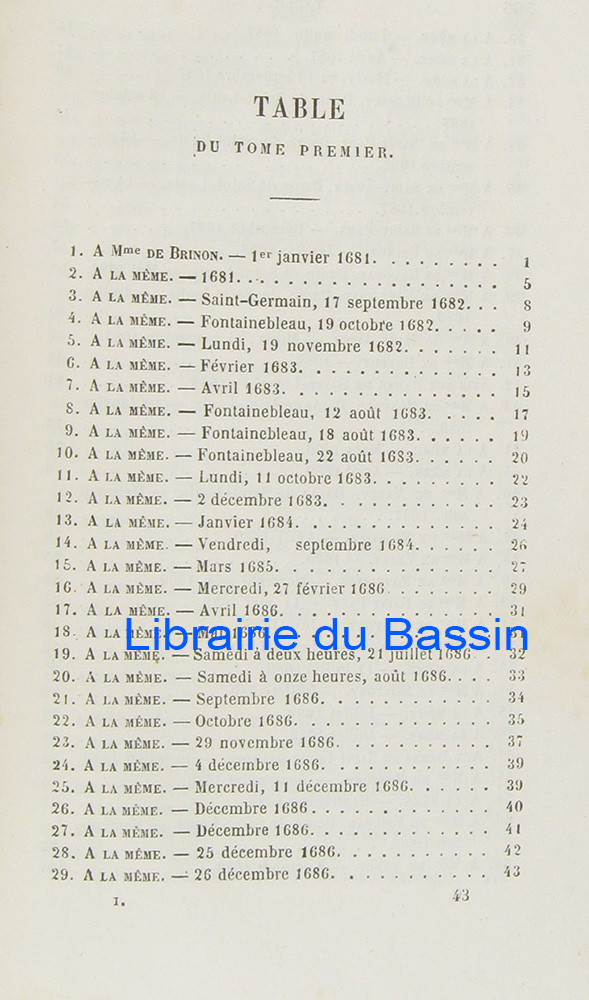 TABLE
DU TOME PREMIER.
1. A Mme DE BRINON. — 1er janvier 1681. . . . . . . . . 1
2. A LA MÊME. — 1681. . . . . . . . . . . . . . . . . . 5
3. A LA MÊME. — Saint-Germain, 17 septembre 1682. . . 8
4. A LA MÊME. — Fontainebleau, 19 octobre 1682. . . . . 9
5. A LA MÊME. — Lundi, 19 novembre 1682. . . . . . . 11
6. A LA MÊME. — Février 1683. . . . . . . . . . . . . 13
7. A LA MÊME. — Avril 1683. . . . . . . . . . . . . . 15
8. A LA MÊME. — Fontainebleau, 12 août 1683. . . . . 17
9. A LA MÊME. — Fontainebleau, 18 août 1683. . . . . . 19
10. A LA MÊME. — Fontainebleau, 22 août 1683. . . . . . 20
11. A LA MÊME. — Lundi, 11 octobre 1683. . . . . . . . 22
12. A LA MÊME. — 2 décembre 1683. . . . . . . . . . . 23
13. A LA MÊME. — Janvier 1684. . . . . . . . . . . . . 24
14. A LA MÊME. — Vendredi, septembre 1684. . . . . . 26
15. A LA MÊME. — Mars 1685. . . . . . . . . . . . . . 27
16. A LA MÊME. — Mercredi, 27 février 1686. . . . . . . 29
17. A LA MÊME. — Avril 1686. . . . . . . . . . . . . . 31
18. A LA MÊME. — Mai 1686. . . . . . . . . . . . . . 31
Librairie du Bassin
19. A LA MÊME. — Samedi à deux heures, 21 juillet 1686 . 32
20. A LA MÊME. — Samedi à onze heures, août 1686. . . . 33
21. A LA MÊME. — Septembre 1686. . . . . . . . . . . . 34
22. A LA MÊME. — Octobre 1686. . . . . . . . . . . . . 35
23. A LA MÊME. — 29 novembre 1686. . . . . . . . . . . 37
24. A LA MÊME. — 4 décembre 1686. . . . . . . . . . . 39
25. A LA MÊME. — Mercredi, 11 décembre 1686. . . . . . 39
26. A LA MÊME. — Décembre 1686. . . . . . . . . . . . 40
27. A LA MÊME. — Décembre 1686. . . . . . . . . . . . 41
28. A LA MÊME. — 25 décembre 1686. . . . . . . . . . . 42
29. A LA MÊME. — 26 décembre 1686. . . . . . . . . . . 43
I. 43